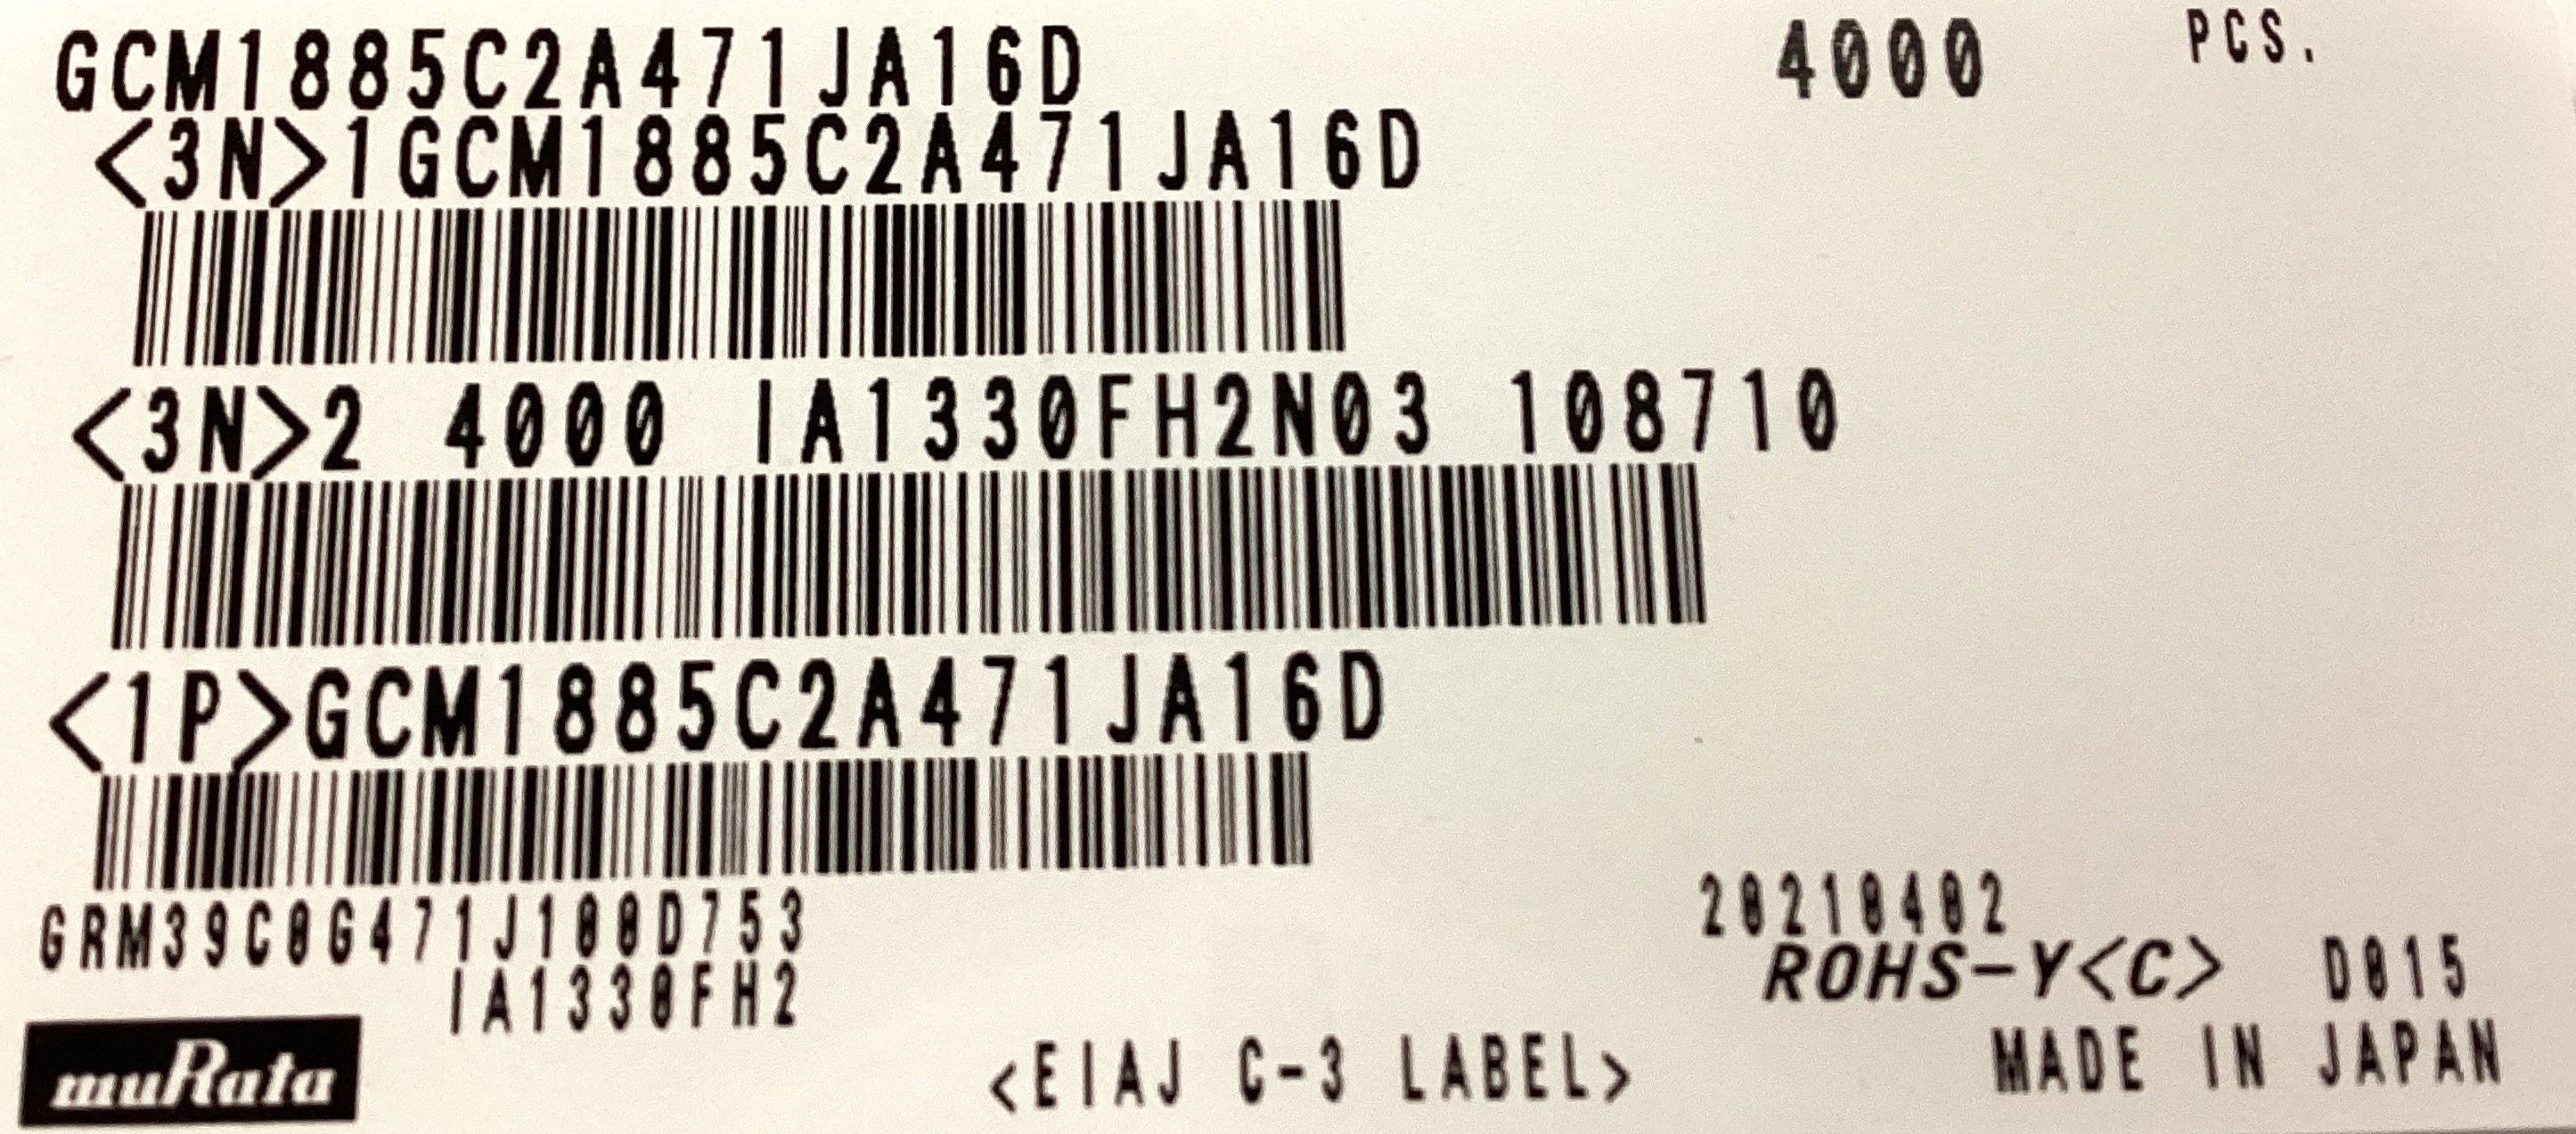 GCM1885C2A471JA16D 4000 PCS.
<3N>1GCM1885C2A471JA16D
<3N>2 4000 IA1330FH2N03 108710
<1P>GCM1885C2A471JA16D
GRM39C0G471J100D753 20210402
IA1330FH2 ROHS-Y<C> D015
muRata <EIAJ C-3 LABEL> MADE IN JAPAN